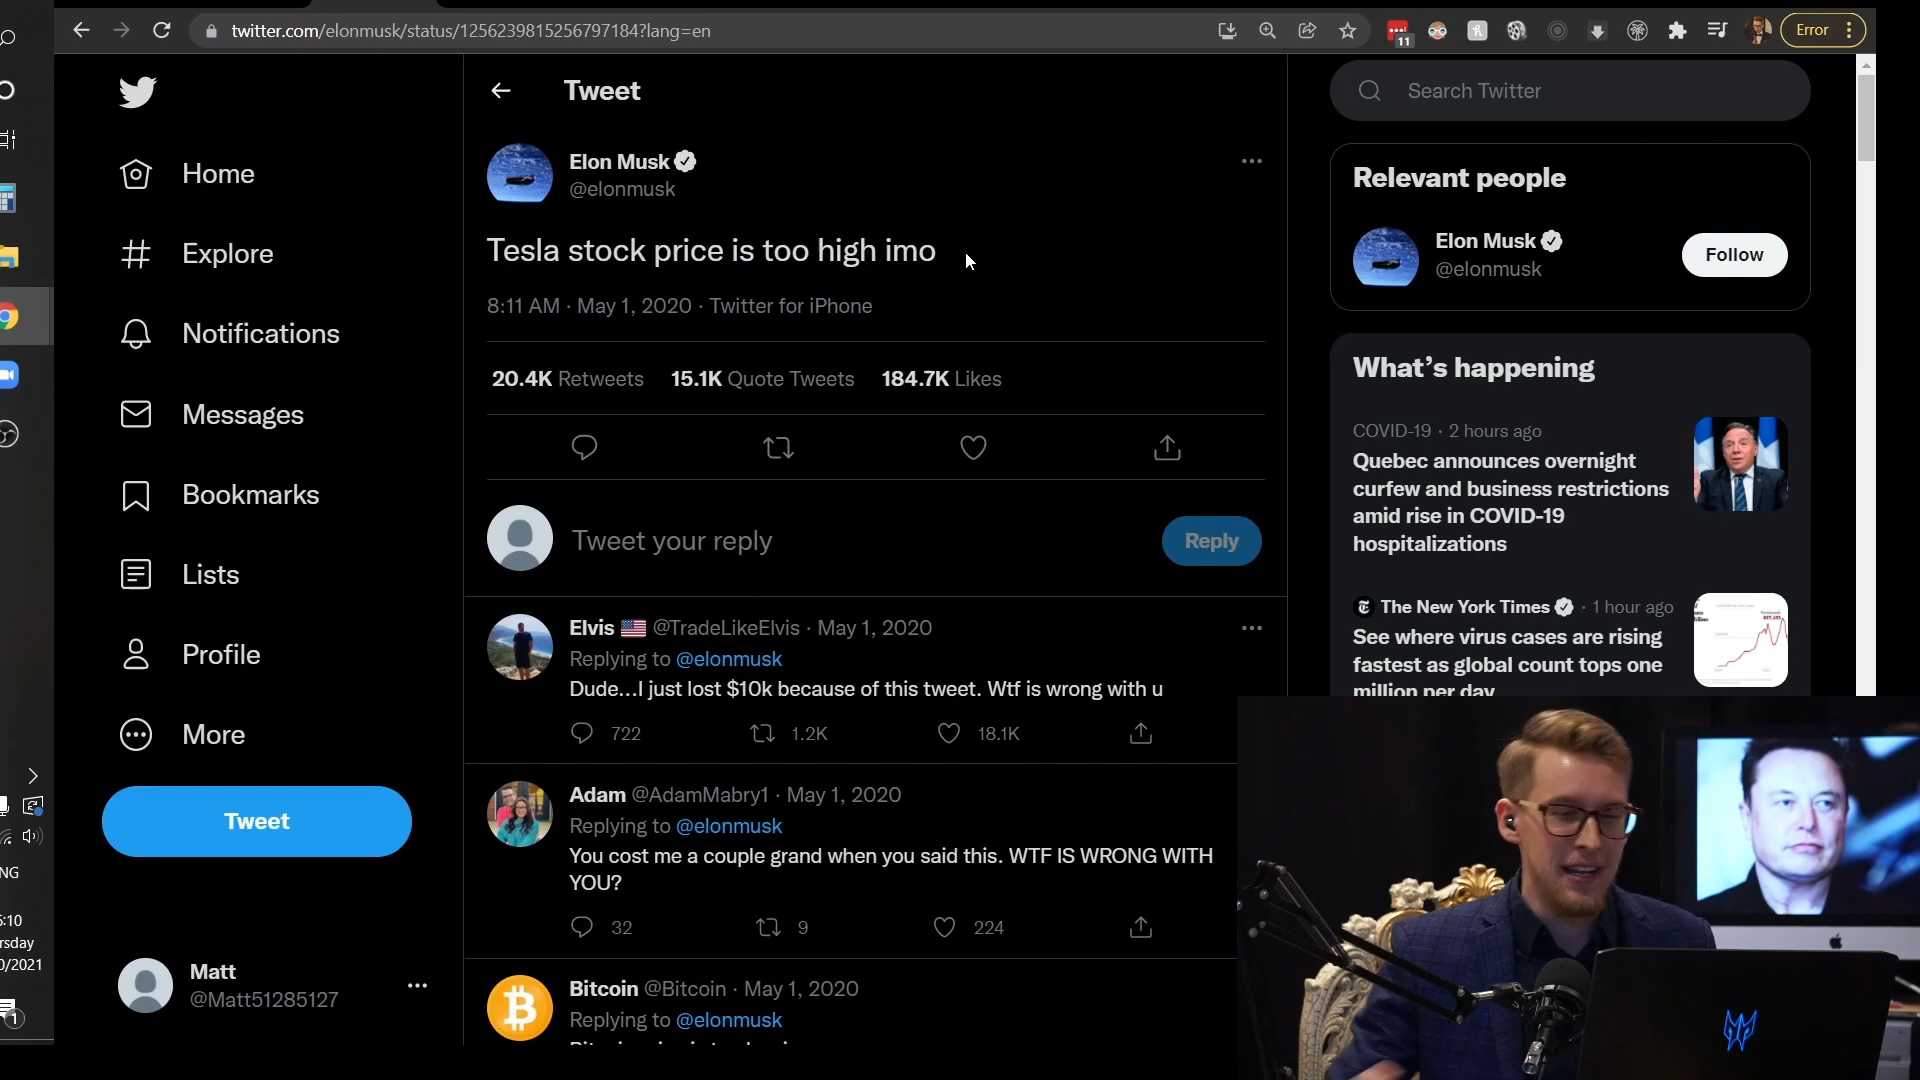 twitter.com/elonmusk/status/1256239815256797184?lang=en
11
Error
Home
Explore
Notifications
Messages
Bookmarks
Lists
Profile
More
Tweet
Matt
@Matt51285127
Tweet
Elon Musk
@elonmusk
Tesla stock price is too high imo
8:11 AM · May 1, 2020 · Twitter for iPhone
20.4K Retweets 15.1K Quote Tweets 184.7K Likes
Tweet your reply
Reply
Elvis @TradeLikeElvis · May 1, 2020
Replying to @elonmusk
Dude...I just lost $10k because of this tweet. Wtf is wrong with u
722 1.2K 18.1K
Adam @AdamMabry1 · May 1, 2020
Replying to @elonmusk
You cost me a couple grand when you said this. WTF IS WRONG WITH
YOU?
32 9 224
Bitcoin @Bitcoin · May 1, 2020
Replying to @elonmusk
Search Twitter
Relevant people
Elon Musk
@elonmusk
Follow
What's happening
COVID-19 · 2 hours ago
Quebec announces overnight
curfew and business restrictions
amid rise in COVID-19
hospitalizations
The New York Times · 1 hour ago
See where virus cases are rising
fastest as global count tops one
million per day
NG
:10
rsday
0/2021
1